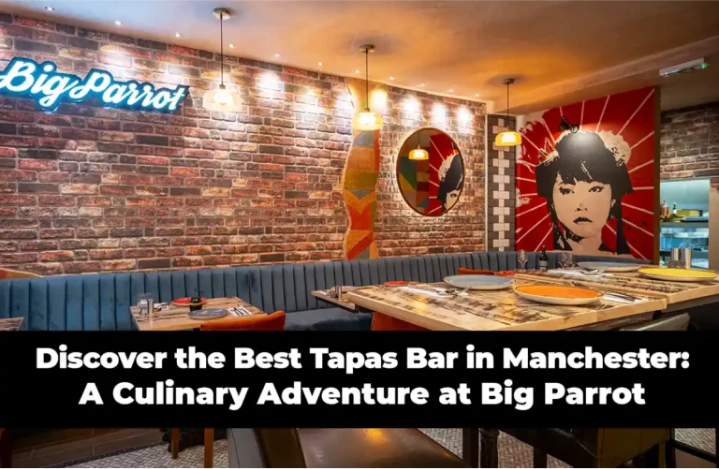 Big Parrot
Discover the Best Tapas Bar in Manchester:
A Culinary Adventure at Big Parrot